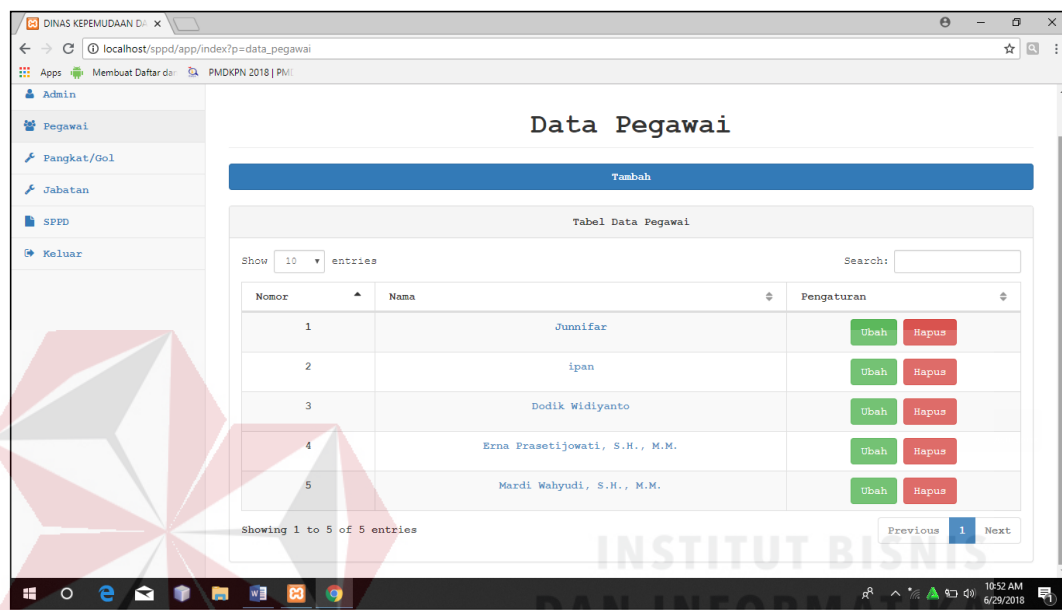 DINAS KEPEMUDAAN DA
localhost/sppd/app/index?p=data_pegawai
Apps Membuat Daftar dar PMDKPN 2018 | PMD
Admin
Pegawai
Pangkat/Gol
Jabatan
SPPD
Keluar
Data Pegawai
Tambah
Tabel Data Pegawai
Show 10 entries Search:
Nomor Nama Pengaturan
1 Junnifar Ubah Hapus
2 ipan Ubah Hapus
3 Dodik Widiyanto Ubah Hapus
4 Erna Prasetijowati, S.H., M.M. Ubah Hapus
5 Mardi Wahyudi, S.H., M.M. Ubah Hapus
Showing 1 to 5 of 5 entries Previous 1 Next
INSTITUT BISNIS
DAN INFORMATIKA
10:52 AM
6/29/2018